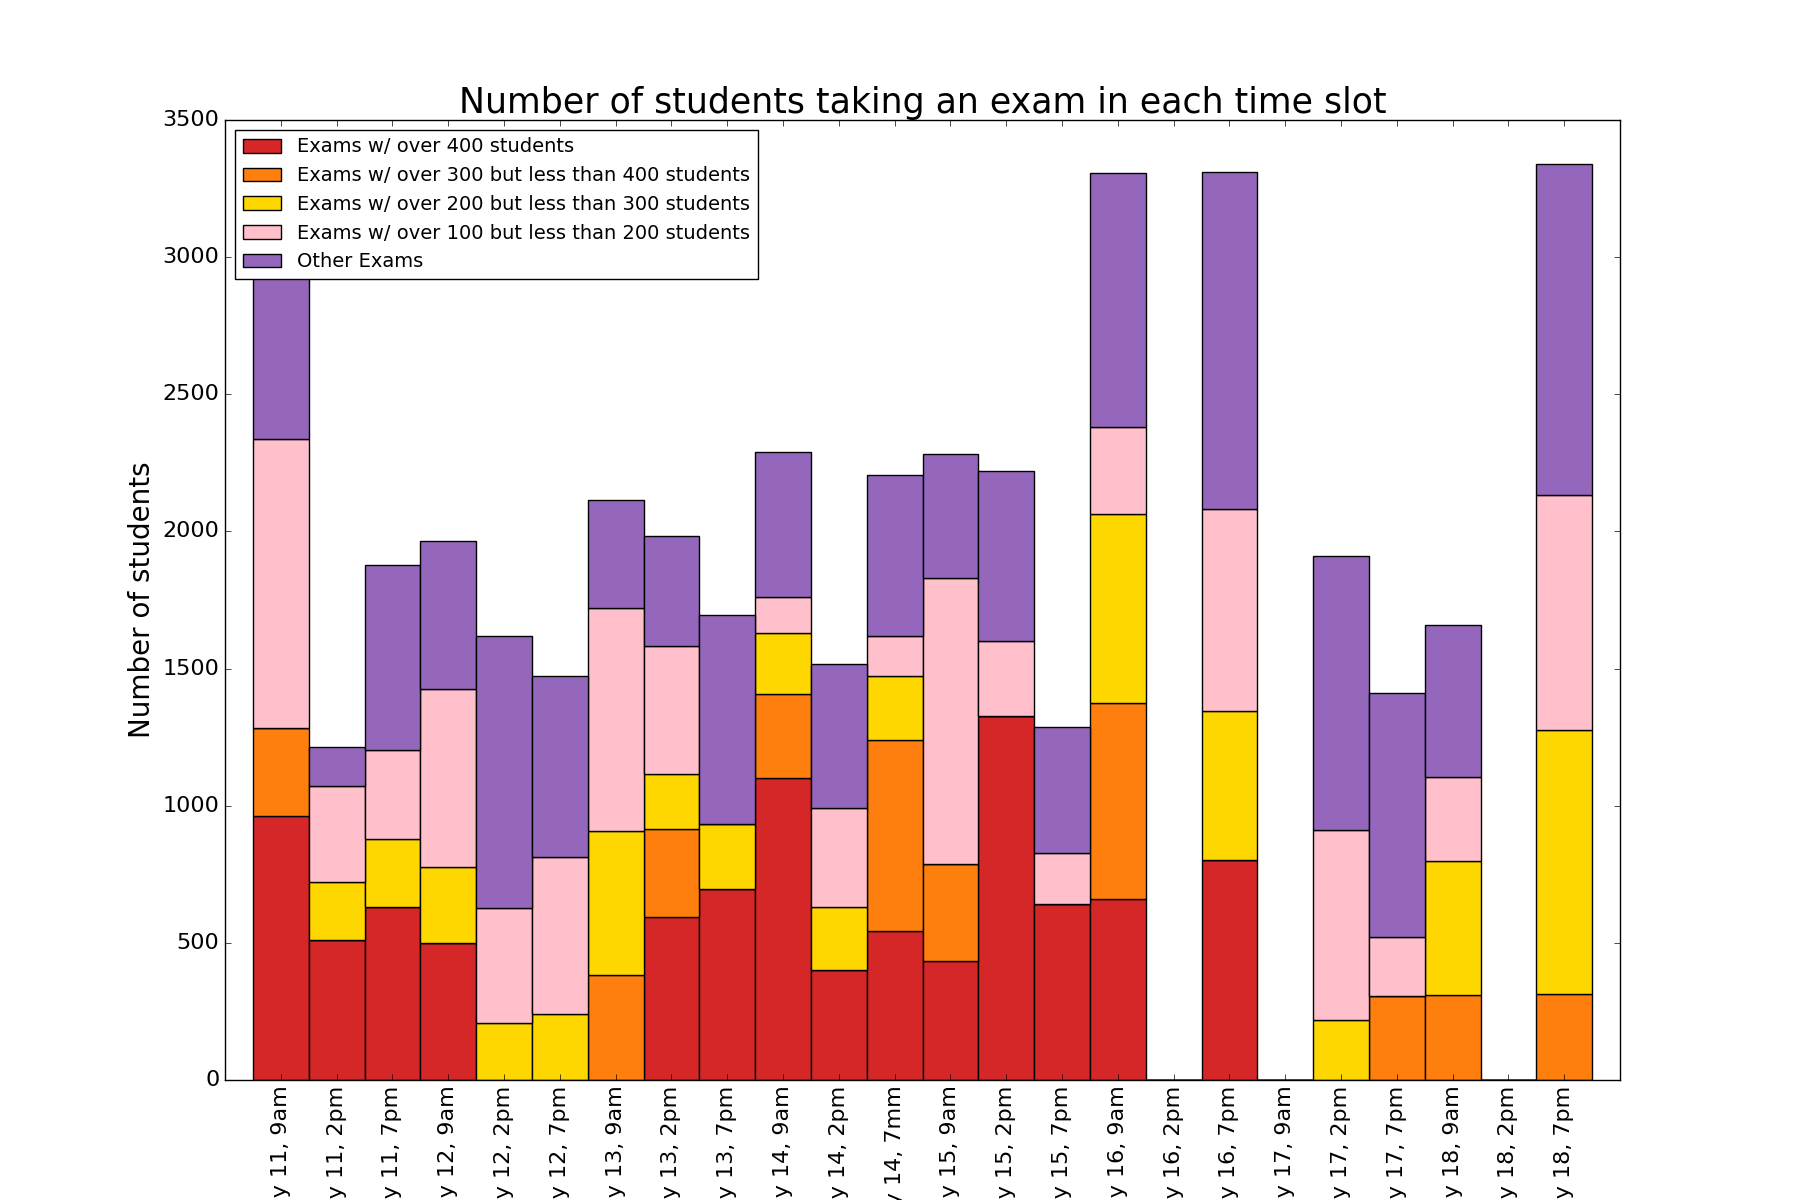 Number of students taking an exam in each time slot
3500
3000
2500
2000
1500
1000
500
0
Number of students
Exams w/ over 400 students
Exams w/ over 300 but less than 400 students
Exams w/ over 200 but less than 300 students
Exams w/ over 100 but less than 200 students
Other Exams
y 11, 9am
y 11, 2pm
y 11, 7pm
y 12, 9am
y 12, 2pm
y 12, 7pm
y 13, 9am
y 13, 2pm
y 13, 7pm
y 14, 9am
y 14, 2pm
y 14, 7mm
y 15, 9am
y 15, 2pm
y 15, 7pm
y 16, 9am
y 16, 2pm
y 16, 7pm
y 17, 9am
y 17, 2pm
y 17, 7pm
y 18, 9am
y 18, 2pm
y 18, 7pm